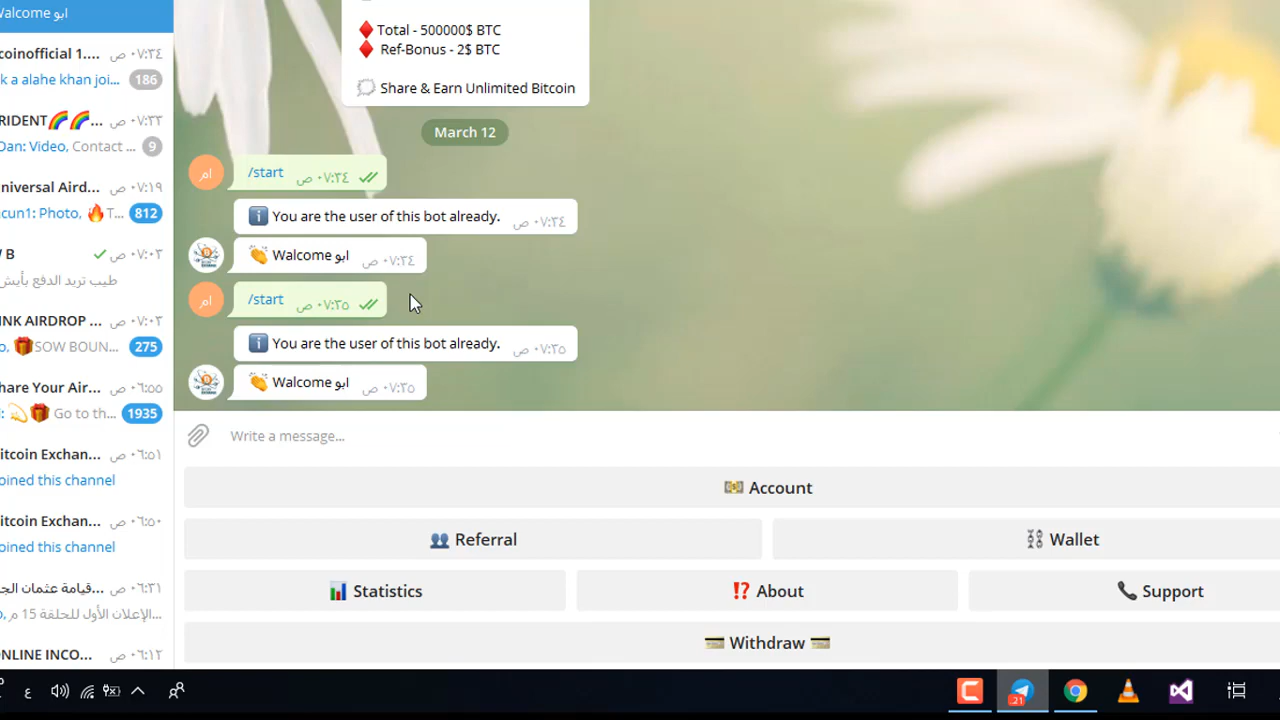 Welcome ابو
coinofficial 1.... ٠٧:٣٤ ص
k a alahe khan joi... 186
RIDENT🌈🌈... ٠٧:٣٣ ص
Dan: Video, Contact ... 9
niversal Aird... ٠٧:١٩ ص
cun1: Photo, 🔥T... 812
W B ٠٧:٠٣ ص
طيب تريد الدفع بأيش
INK AIRDROP ... ٠٧:٠٣ ص
o, 🎁SOW BOUN... 275
hare Your Air... ٠٦:٥٥ ص
: 💫🎁 Go to th... 1935
itcoin Exchan... ٠٦:٥١ ص
oined this channel
itcoin Exchan... ٠٦:٥٠ ص
oined this channel
قيامة عثمان الج... ٠٦:٣١ ص
الإعلان الأول للحلقة 15 م...
NLINE INCO... ٠٦:١٢ ص
♦️ Total - 500000$ BTC
♦️ Ref-Bonus - 2$ BTC
Share & Earn Unlimited Bitcoin
March 12
ام
/start ٠٧:٣٤ ص
ℹ️ You are the user of this bot already. ٠٧:٣٤ ص
👏 Welcome ابو ٠٧:٣٤ ص
ام
/start ٠٧:٣٥ ص
ℹ️ You are the user of this bot already. ٠٧:٣٥ ص
👏 Welcome ابو ٠٧:٣٥ ص
Write a message...
💴 Account
👥 Referral
⛓ Wallet
📊 Statistics
⁉️ About
📞 Support
💳 Withdraw 💳
ع
21